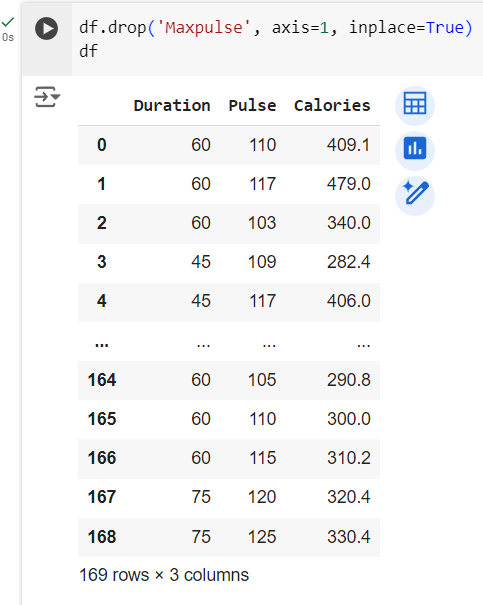 df.drop('Maxpulse', axis=1, inplace=True)
df
0s
Duration Pulse Calories
0 60 110 409.1
1 60 117 479.0
2 60 103 340.0
3 45 109 282.4
4 45 117 406.0
... ... ... ...
164 60 105 290.8
165 60 110 300.0
166 60 115 310.2
167 75 120 320.4
168 75 125 330.4
169 rows × 3 columns